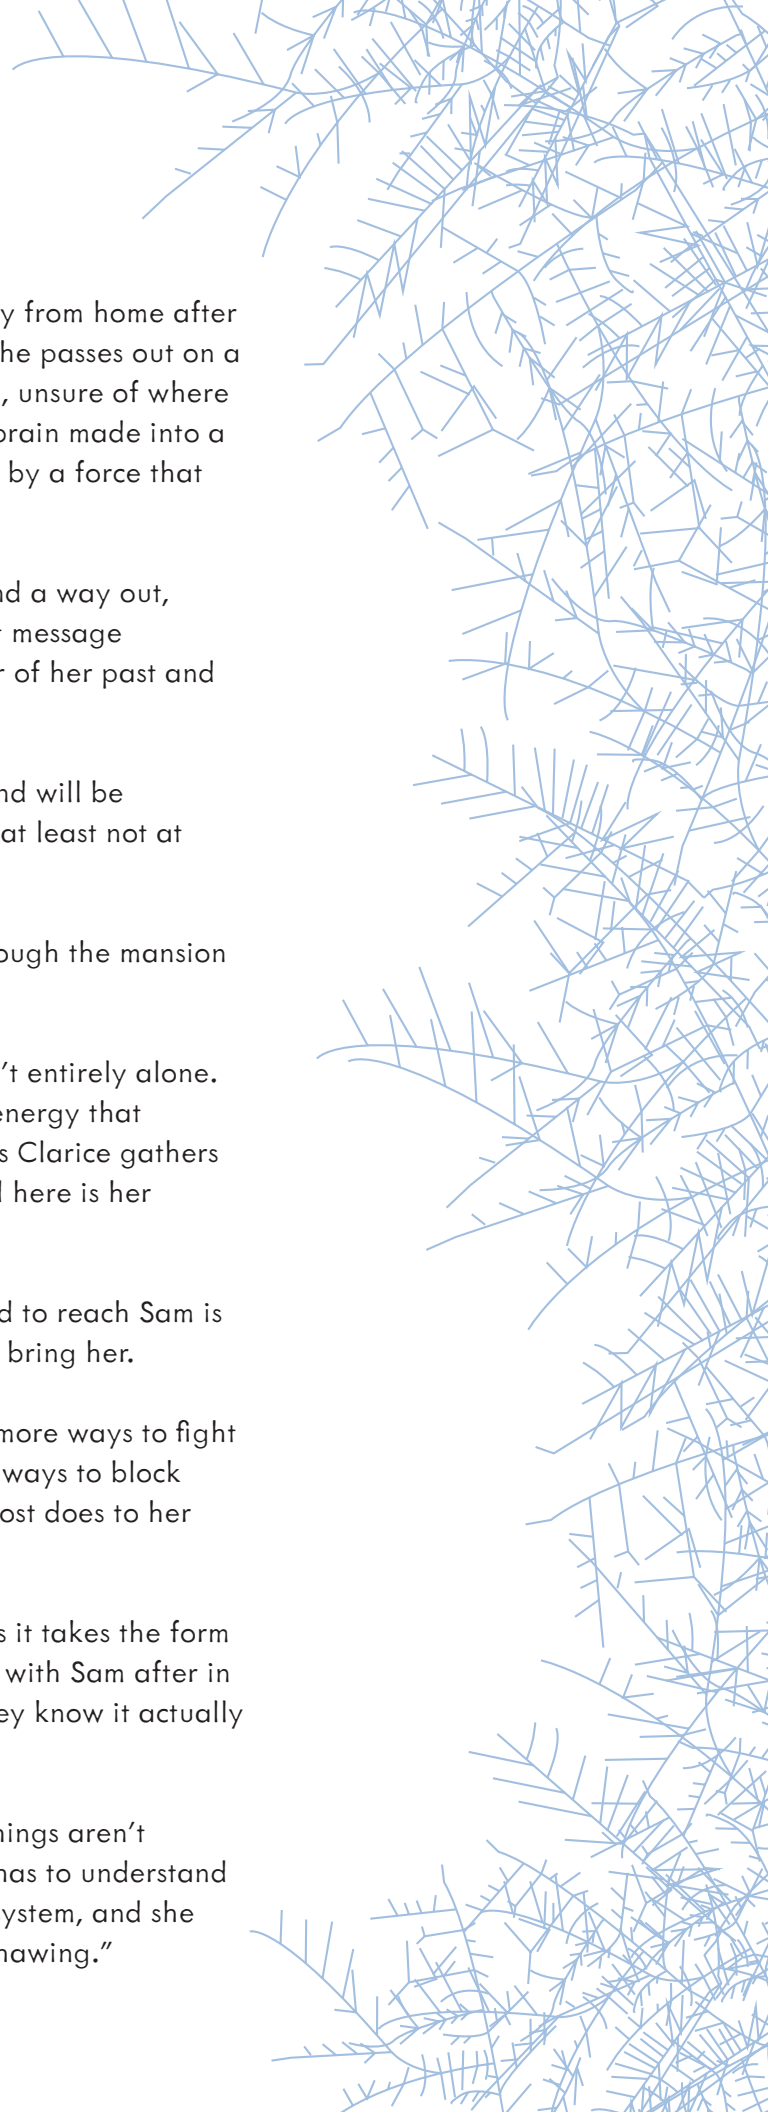 y from home after
he passes out on a
, unsure of where
brain made into a
by a force that
nd a way out,
message
r of her past and
nd will be
at least not at
ough the mansion
't entirely alone.
energy that
s Clarice gathers
l here is her
d to reach Sam is
bring her.
more ways to fight
ways to block
ost does to her
s it takes the form
with Sam after in
ey know it actually
hings aren't
has to understand
ystem, and she
nawing."